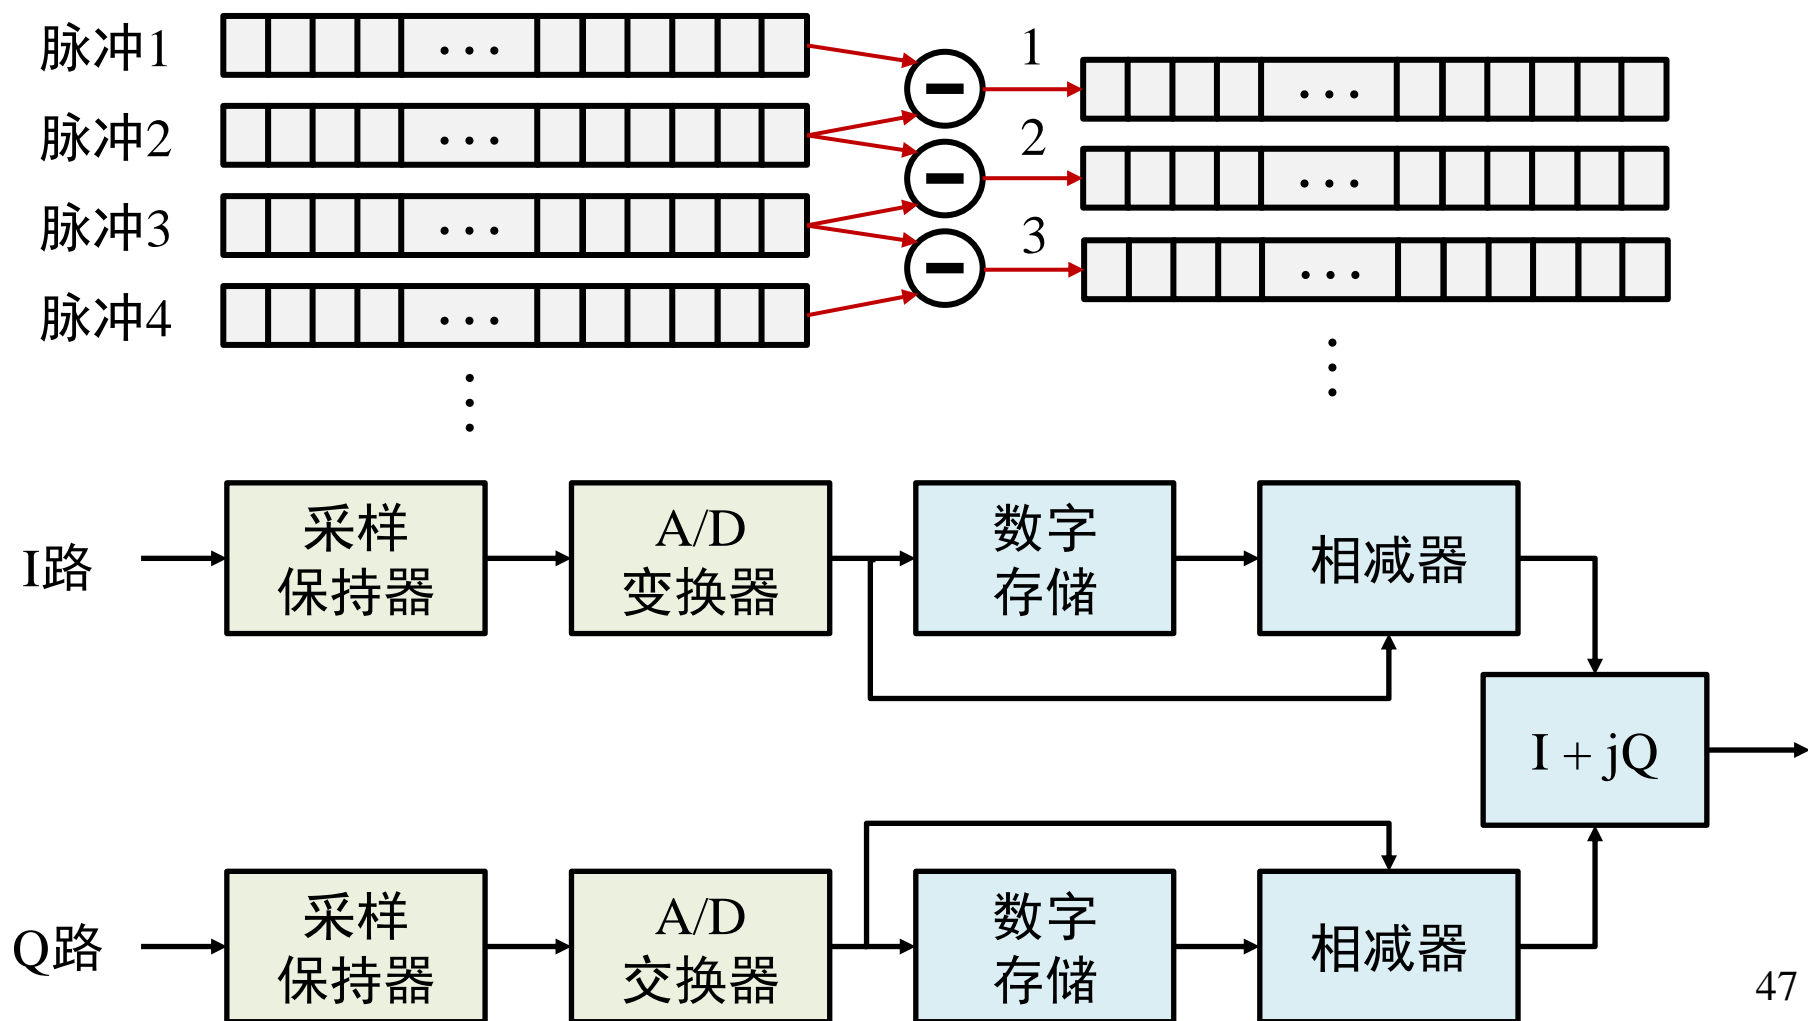 脉冲1
1
脉冲2
2
脉冲3
3
脉冲4
I路
采样
保持器
A/D
变换器
数字
存储
相减器
I + jQ
Q路
采样
保持器
A/D
交换器
数字
存储
相减器
47